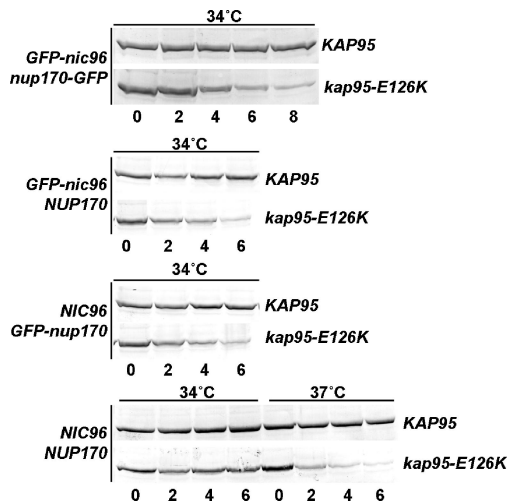 34˚C
GFP-nic96
nup170-GFP
KAP95
kap95-E126K
0 2 4 6 8
34˚C
GFP-nic96
NUP170
KAP95
kap95-E126K
0 2 4 6
34˚C
NIC96
GFP-nup170
KAP95
kap95-E126K
0 2 4 6
34˚C 37˚C
NIC96
NUP170
KAP95
kap95-E126K
0 2 4 6 0 2 4 6